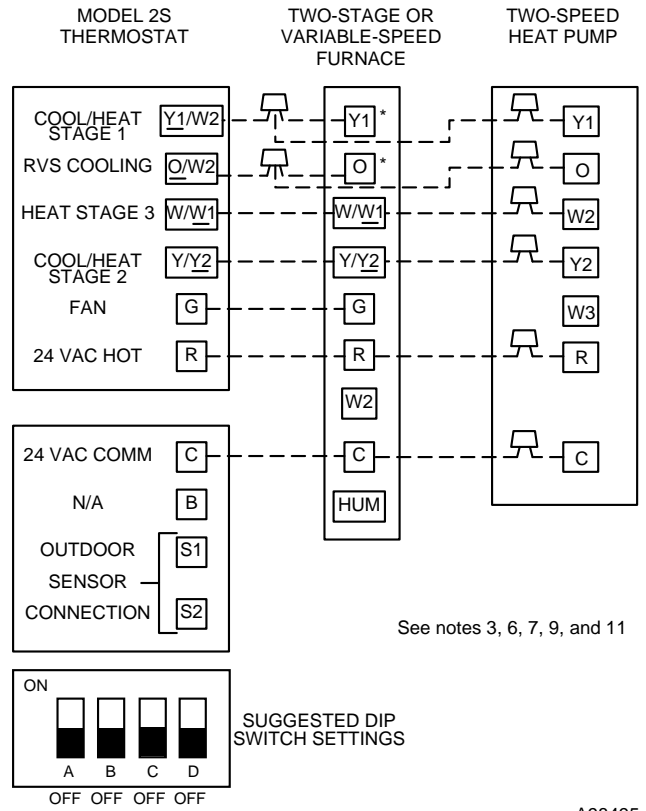 MODEL 2S
THERMOSTAT
TWO-STAGE OR
VARIABLE-SPEED
FURNACE
TWO-SPEED
HEAT PUMP
COOL/HEAT
STAGE 1
Y1/W2
Y1 *
Y1
RVS COOLING
O/W2
O *
O
HEAT STAGE 3
W/W1
W/W1
W2
COOL/HEAT
STAGE 2
Y/Y2
Y/Y2
Y2
FAN
G
G
W3
24 VAC HOT
R
R
R
W2
24 VAC COMM
C
C
C
N/A
B
HUM
OUTDOOR
SENSOR
CONNECTION
S1
S2
See notes 3, 6, 7, 9, and 11
ON
A B C D
OFF OFF OFF OFF
SUGGESTED DIP
SWITCH SETTINGS